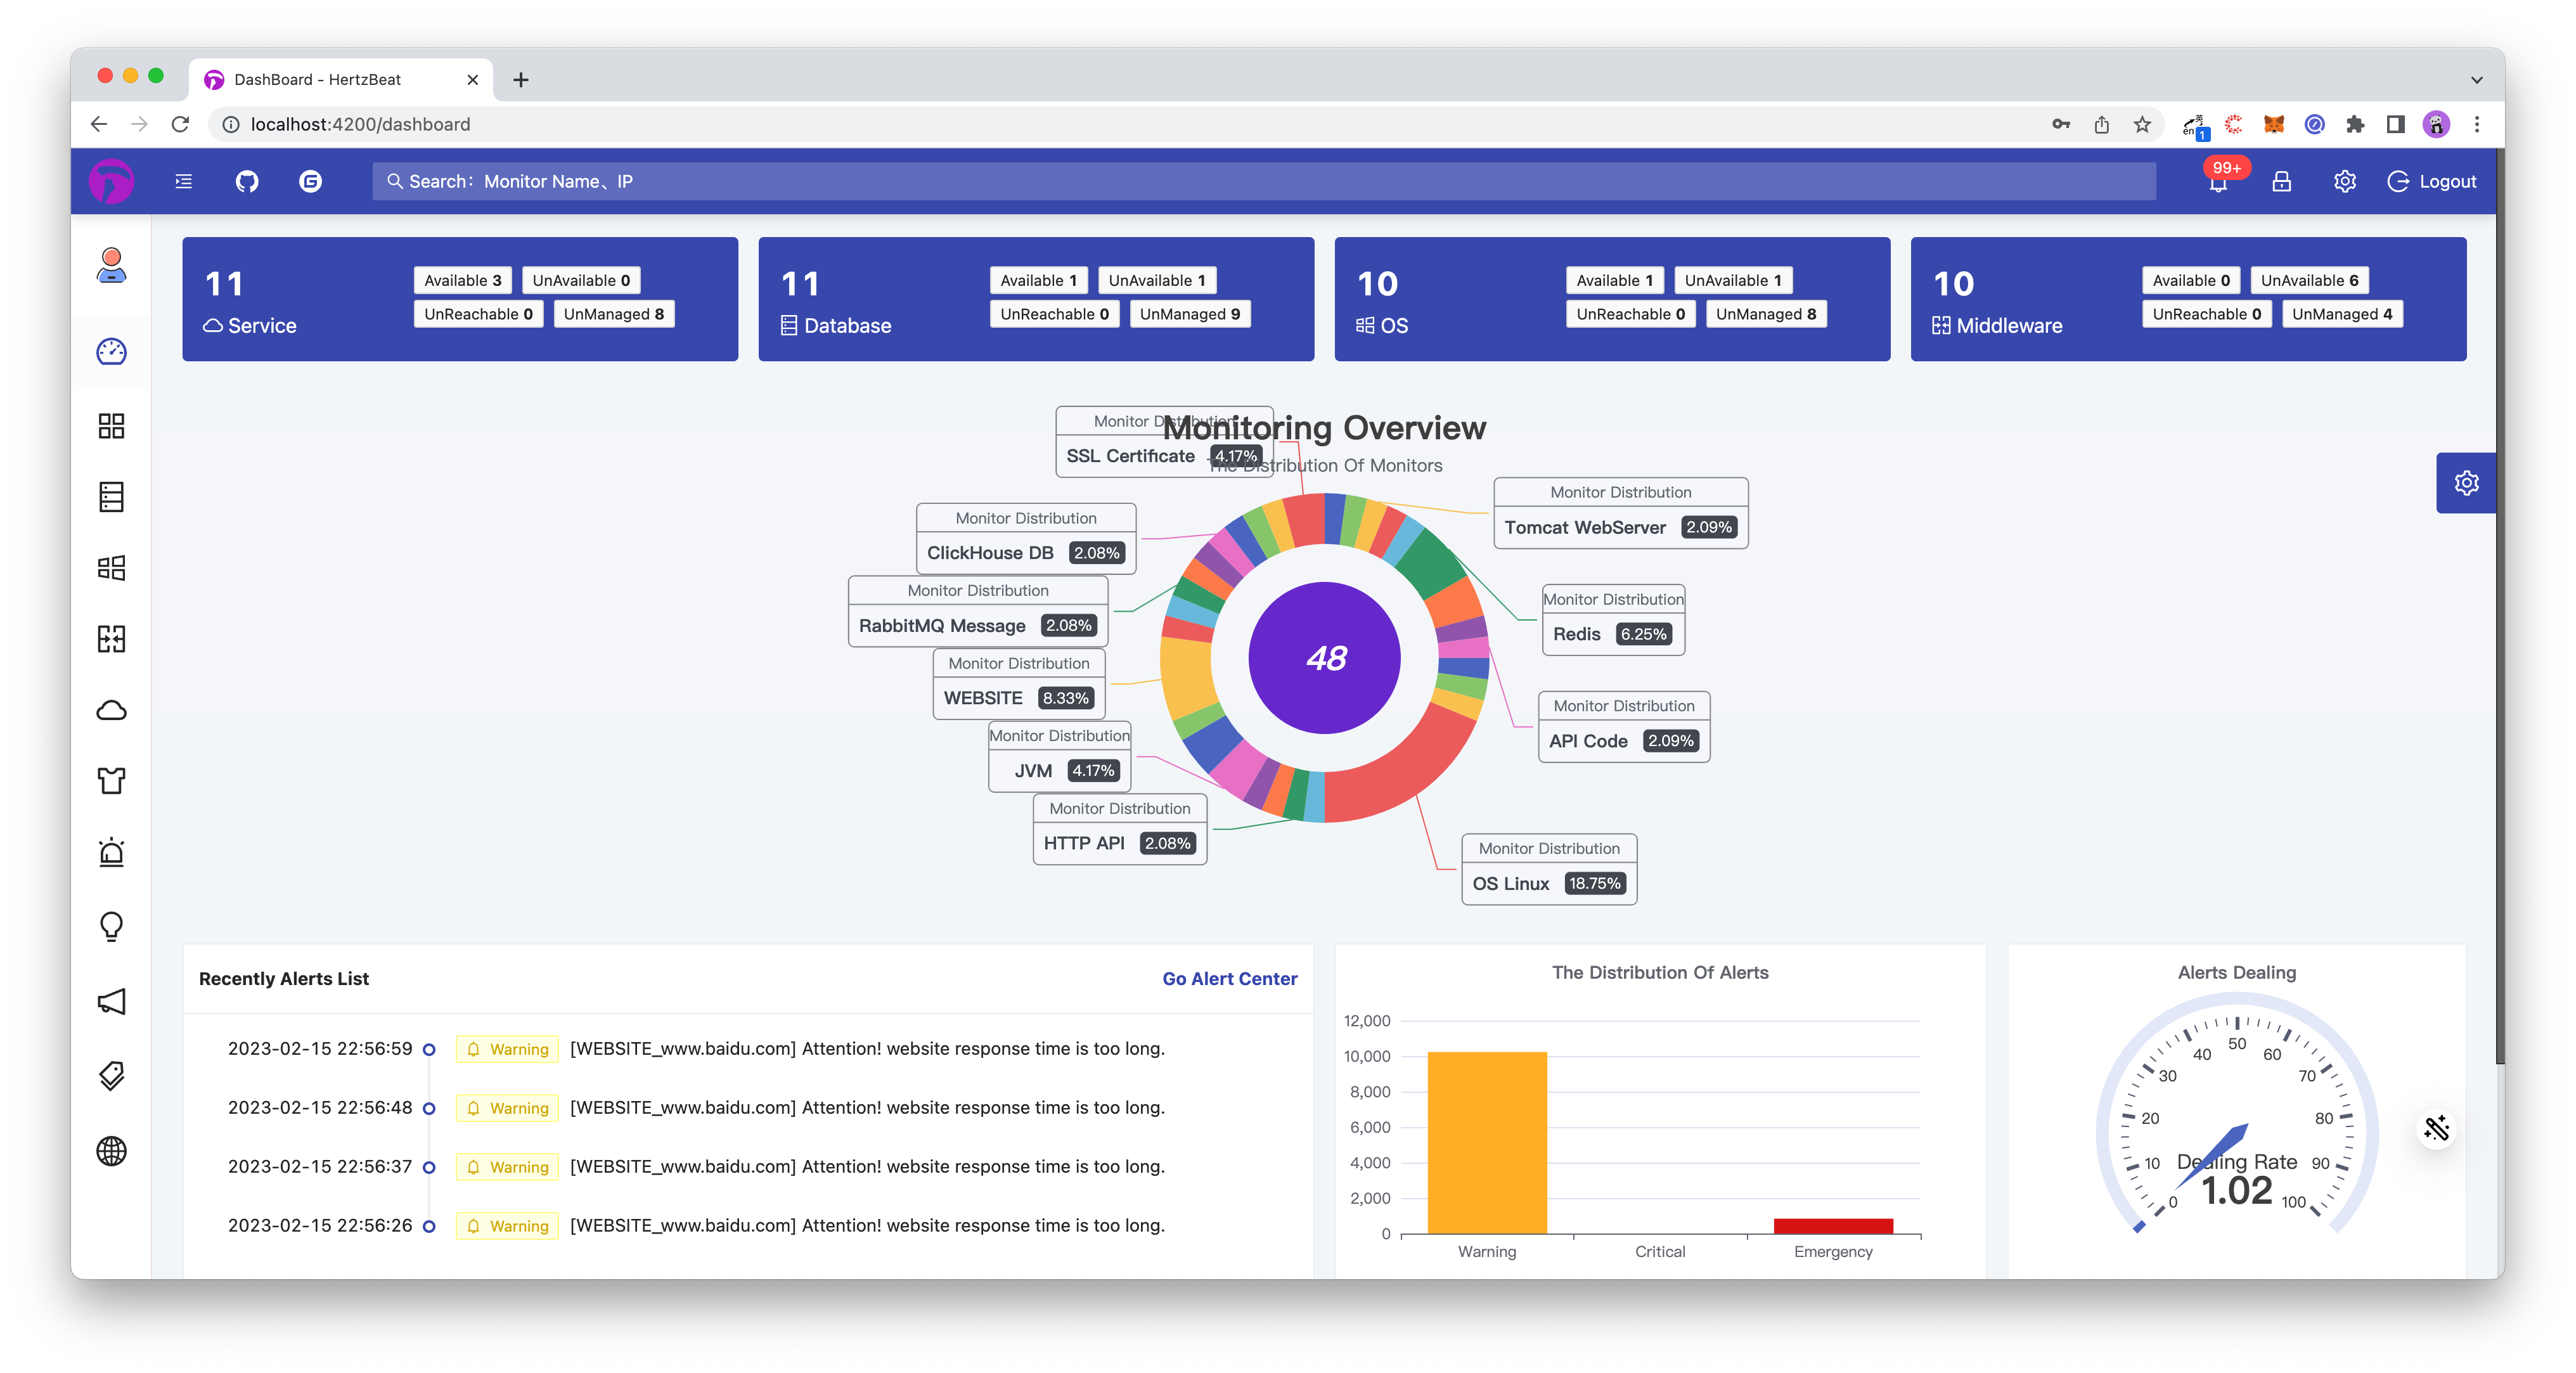 DashBoard - HertzBeat
localhost:4200/dashboard
英
en
1
Search： Monitor Name、IP
99+
Logout
11
Service
Available 3
UnAvailable 0
UnReachable 0
UnManaged 8
11
Database
Available 1
UnAvailable 1
UnReachable 0
UnManaged 9
10
OS
Available 1
UnAvailable 1
UnReachable 0
UnManaged 8
10
Middleware
Available 0
UnAvailable 6
UnReachable 0
UnManaged 4
Monitoring Overview
The Distribution Of Monitors
Monitor Distribution
SSL Certificate 4.17%
Monitor Distribution
Tomcat WebServer 2.09%
Monitor Distribution
ClickHouse DB 2.08%
Monitor Distribution
Redis 6.25%
Monitor Distribution
RabbitMQ Message 2.08%
Monitor Distribution
WEBSITE 8.33%
48
Monitor Distribution
API Code 2.09%
Monitor Distribution
JVM 4.17%
Monitor Distribution
HTTP API 2.08%
Monitor Distribution
OS Linux 18.75%
Recently Alerts List
Go Alert Center
2023-02-15 22:56:59 Warning [WEBSITE_www.baidu.com] Attention! website response time is too long.
2023-02-15 22:56:48 Warning [WEBSITE_www.baidu.com] Attention! website response time is too long.
2023-02-15 22:56:37 Warning [WEBSITE_www.baidu.com] Attention! website response time is too long.
2023-02-15 22:56:26 Warning [WEBSITE_www.baidu.com] Attention! website response time is too long.
The Distribution Of Alerts
12,000
10,000
8,000
6,000
4,000
2,000
0
Warning
Critical
Emergency
Alerts Dealing
0
10
20
30
40
50
60
70
80
90
100
Dealing Rate
1.02